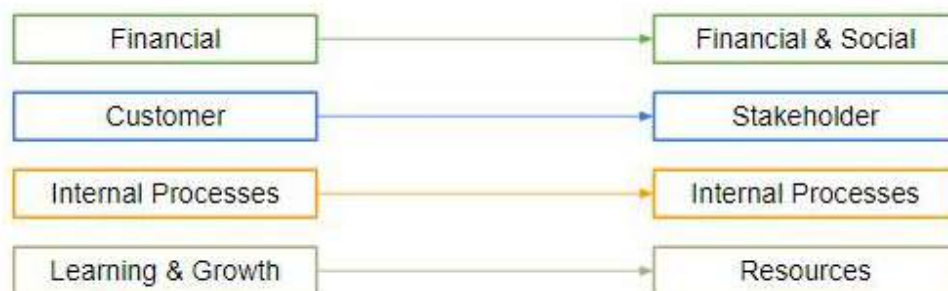 Financial
Financial & Social
Customer
Stakeholder
Internal Processes
Internal Processes
Learning & Growth
Resources